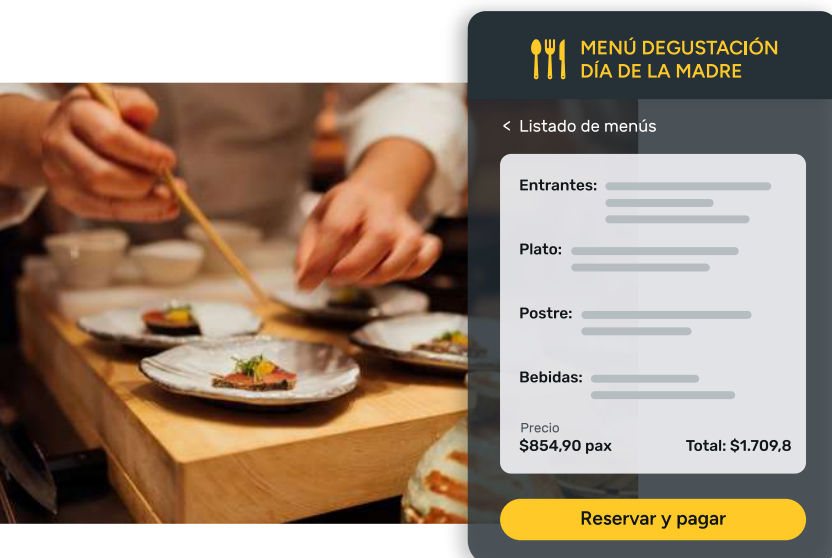 MENÚ DEGUSTACIÓN
DÍA DE LA MADRE
< Listado de menús
Entrantes:
Plato:
Postre:
Bebidas:
Precio
$854,90 pax Total: $1.709,8
Reservar y pagar